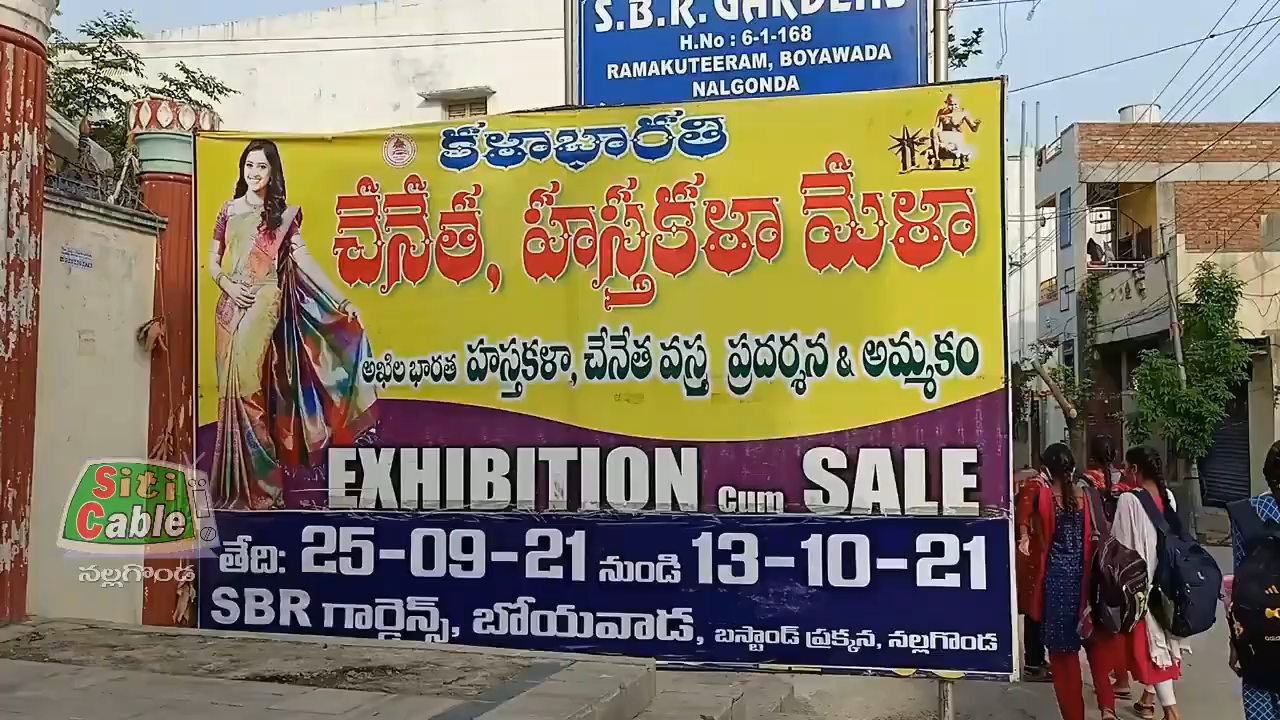 S.B.R. GARDENS
H.No : 6-1-168
RAMAKUTEERAM, BOYAWADA
NALGONDA
కళాభారతి
చేనేత, హస్తకళా మేళా
అఖిల భారత హస్తకళా, చేనేత వస్త్ర ప్రదర్శన & అమ్మకం
EXHIBITION Cum SALE
తేది: 25-09-21 నుండి 13-10-21
SBR గార్డెన్స్, బోయవాడ, బస్టాండ్ ప్రక్కన, నల్లగొండ
Siti
Cable
నల్లగొండ